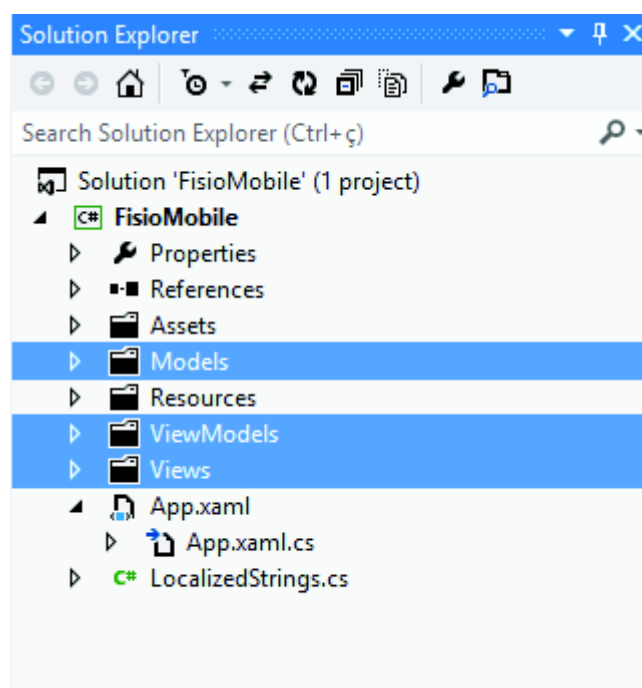 Solution Explorer
Search Solution Explorer (Ctrl+ç)
Solution 'FisioMobile' (1 project)
C# FisioMobile
Properties
References
Assets
Models
Resources
ViewModels
Views
App.xaml
App.xaml.cs
C# LocalizedStrings.cs